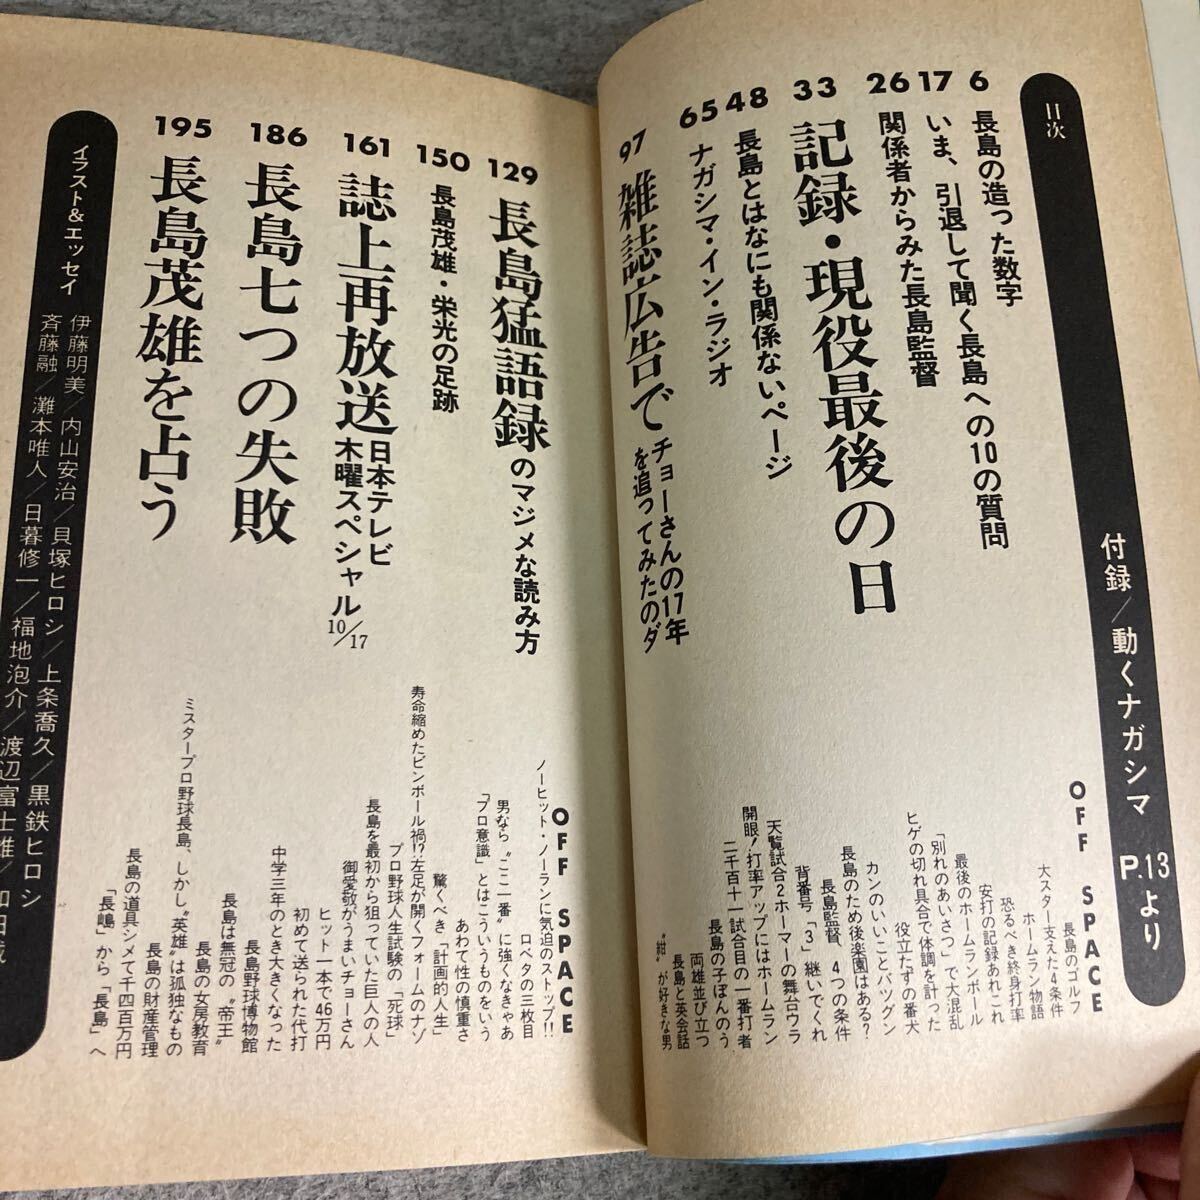 目次
付録/動くナガシマ P.13より
6
長島の造った数字
17
いま、引退して聞く長島への10の質問
26
関係者からみた長島監督
33
記録・現役最後の日
48
長島とはなにも関係ないページ
65
ナガシマ・イン・ラジオ
97
雑誌広告で
チョーさんの17年
を追ってみたのダ
OFF SPACE
長島のゴルフ
大スター支えた4条件
ホームラン物語
恐るべき終身打率
安打の記録あれこれ
最後のホームランボール
「別れのあいさつ」で大混乱
ヒゲの切れ具合で体調を計った
役立たずの番犬
カンのいいことバツグン
長島のため後楽園はある?
長島監督、4つの条件
背番号「3」継いでくれ
天覧試合2ホーマーの舞台ウラ
開眼!打率アップにはホームラン
二千百十一試合目の一番打者
長島の子ぼんのう
両雄並び立つ
長島と英会話
〝紺〟が好きな男
129
長島猛語録のマジメな読み方
150
長島茂雄・栄光の足跡
161
誌上再放送
日本テレビ
木曜スペシャル10/17
186
長島七つの失敗
195
長島茂雄を占う
OFF SPACE
ノーヒット・ノーランに気迫のストップ!!
ロペタの三枚目
男なら〝ここ一番〟に強くなきゃあ
「プロ意識」とはこういうものをいう
あわて性の慎重さ
驚くべき「計画的人生」
寿命縮めたビンボール禍!?左足が開くフォームのナゾ
プロ野球人生試験の「死球」
長島を最初から狙っていた巨人の人
御愛敬がうまいチョーさん
ヒット一本で46万円
初めて送られた代打
中学三年のとき大きくなった
長島野球博物館
長島は無冠の〝帝王〟
長島の女房教育
ミスタープロ野球長島、しかし〝英雄〟は孤独なもの
長島の財産管理
長島の道具シメて千四百万円
「長嶋」から「長島」へ
イラスト&エッセイ
伊藤明美/内山安治/貝塚ヒロシ/上条喬久/黒鉄ヒロシ
斉藤融/灘本唯人/日暮修一/福地泡介/渡辺富士雄/和田誠